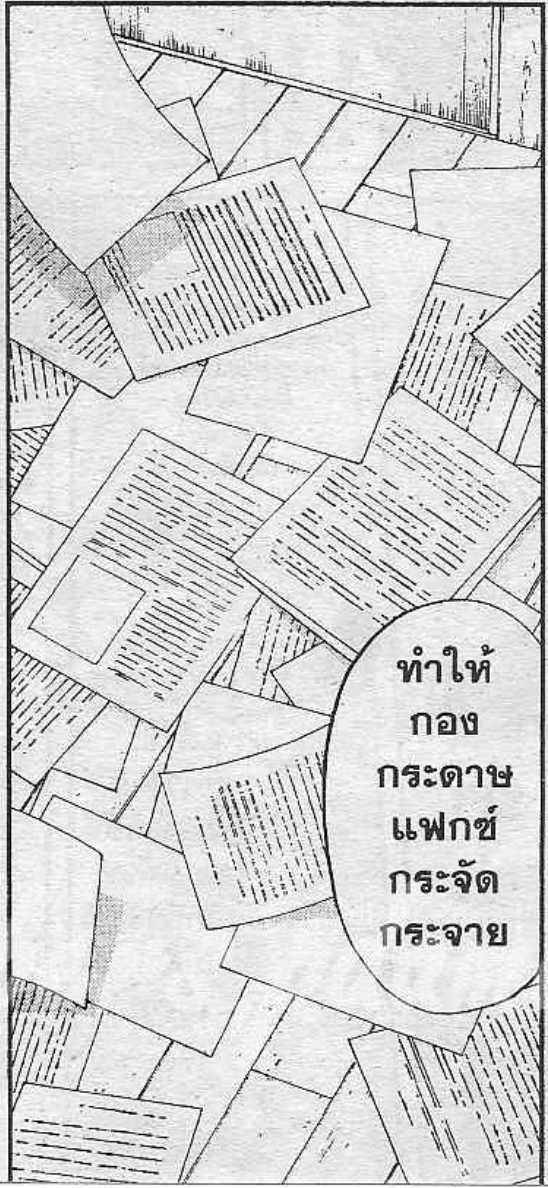 ทำให้
กอง
กระดาษ
แฟกซ์
กระจัด
กระจาย